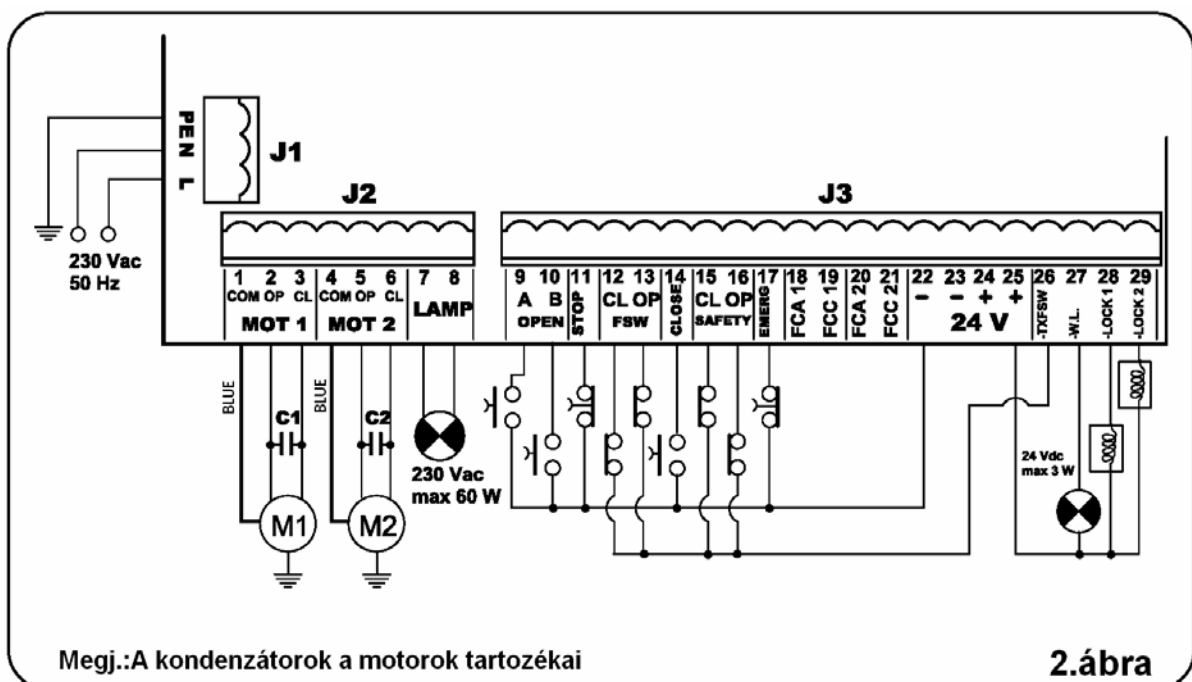 PE N L
J1
230 Vac
50 Hz
J2
J3
1 2 3 4 5 6 7 8
COM OP CL COM OP CL
MOT 1 MOT 2 LAMP
9 10 11 12 13 14 15 16 17 18 19 20 21 22 23 24 25 26 27 28 29
A B
OPEN
STOP
CL OP
FSW
CLOSE
CL OP
SAFETY
EMERG
FCA 1
FCC 1
FCA 2
FCC 2
- - + +
24 V
-TXFSW
-W.L.
-LOCK 1
-LOCK 2
BLUE
BLUE
C1
C2
M1
M2
230 Vac
max 60 W
24 Vdc
max 3 W
Megj.:A kondenzátorok a motorok tartozékai
2.ábra